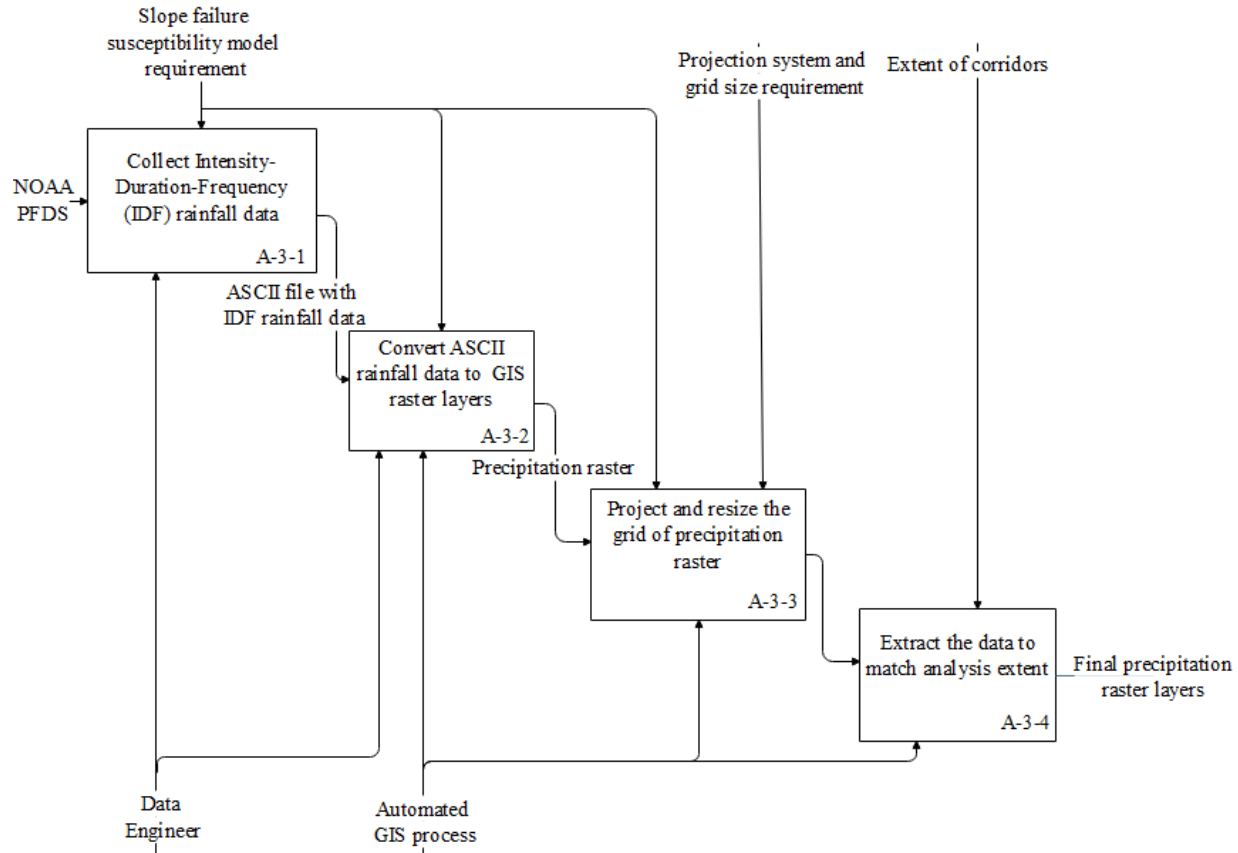 Slope failure
susceptibility model
requirement
Projection system and
grid size requirement
Extent of corridors
NOAA
PFDS
Collect Intensity-
Duration-Frequency
(IDF) rainfall data
A-3-1
ASCII file with
IDF rainfall data
Convert ASCII
rainfall data to GIS
raster layers
A-3-2
Precipitation raster
Project and resize the
grid of precipitation
raster
A-3-3
Extract the data to
match analysis extent
A-3-4
Final precipitation
raster layers
Data
Engineer
Automated
GIS process